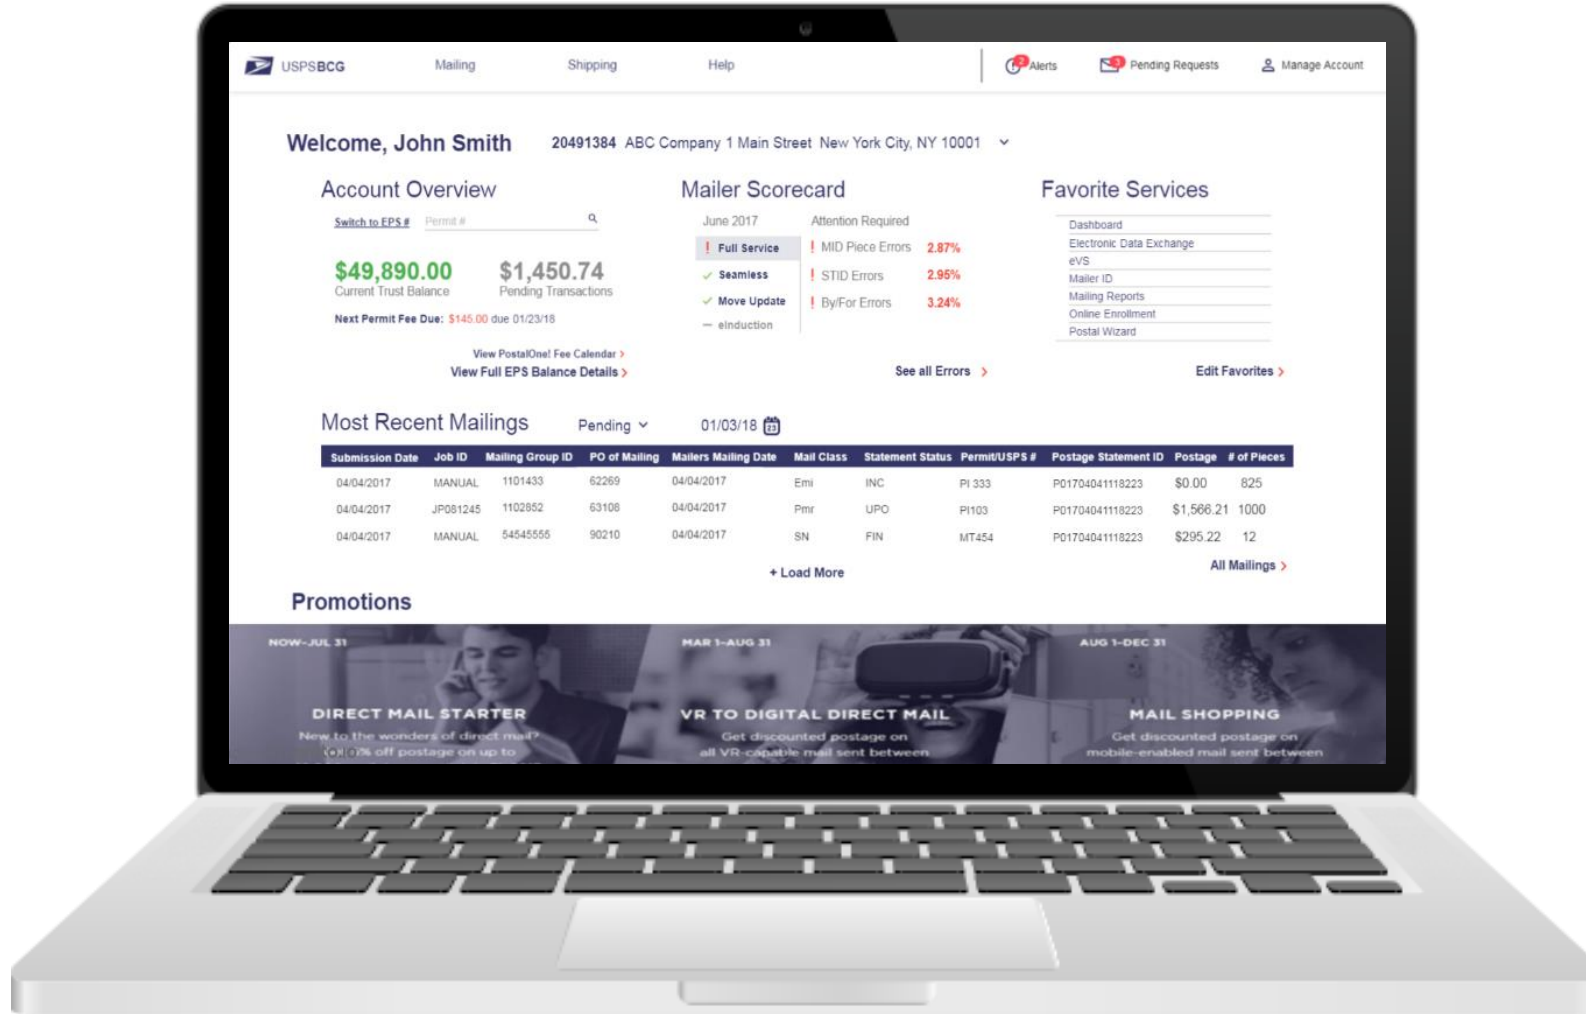 USPSBCG Mailing Shipping Help 2 Alerts 3 Pending Requests Manage Account
Welcome, John Smith 20491384 ABC Company 1 Main Street New York City, NY 10001
Account Overview
Switch to EPS # Permit #
$49,890.00 $1,450.74
Current Trust Balance Pending Transactions
Next Permit Fee Due: $145.00 due 01/23/18
View PostalOne! Fee Calendar >
View Full EPS Balance Details >
Mailer Scorecard
June 2017 Attention Required
! Full Service ! MID Piece Errors 2.87%
Seamless ! STID Errors 2.95%
Move Update ! By/For Errors 3.24%
eInduction
See all Errors >
Favorite Services
Dashboard
Electronic Data Exchange
eVS
Mailer ID
Mailing Reports
Online Enrollment
Postal Wizard
Edit Favorites >
Most Recent Mailings Pending 01/03/18 23
Submission Date Job ID Mailing Group ID PO of Mailing Mailers Mailing Date Mail Class Statement Status Permit/USPS # Postage Statement ID Postage # of Pieces
04/04/2017 MANUAL 1101433 62269 04/04/2017 Emi INC PI 333 P01704041118223 $0.00 825
04/04/2017 JP081245 1102852 63108 04/04/2017 Pmr UPO PI103 P01704041118223 $1,566.21 1000
04/04/2017 MANUAL 54545555 90210 04/04/2017 SN FIN MT454 P01704041118223 $295.22 12
+ Load More All Mailings >
Promotions
NOW–JUL 31
DIRECT MAIL STARTER
New to the wonders of direct mail?
% off postage on up to
MAR 1–AUG 31
VR TO DIGITAL DIRECT MAIL
Get discounted postage on
all VR-capable mail sent between
AUG 1–DEC 31
MAIL SHOPPING
Get discounted postage on
mobile-enabled mail sent between